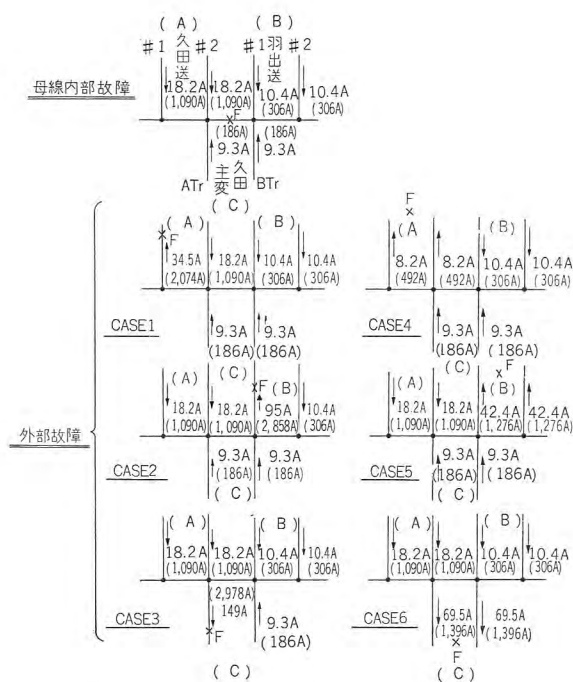 (A) (B)
#1 久田送 #2 #1 羽出送 #2
母線内部故障
18.2A 18.2A 10.4A 10.4A
(1,090A) (1,090A) (306A) (306A)
F
(186A) (186A)
9.3A 9.3A
ATr 主変 久田 BTr
(C)
外部故障
(A) (B)
F
34.5A 18.2A 10.4A 10.4A
(2,074A) (1,090A) (306A) (306A)
9.3A 9.3A
CASE1 (186A) (186A)
(C)
F
(A (B)
8.2A 8.2A 10.4A 10.4A
(492A) (492A) (306A) (306A)
9.3A 9.3A
CASE4 (186A) (186A)
(C)
(A) F (B)
18.2A 18.2A 95A 10.4A
(1,090A) (1,090A) (2,858A) (306A)
9.3A 9.3A
CASE2 (186A) (186A)
(C)
F
(A) (B)
18.2A 18.2A 42.4A 42.4A
(1,090A) (1,090A) (1,276A) (1,276A)
9.3A 9.3A
CASE5 (186A) (186A)
(C)
(A) (B)
18.2A 18.2A 10.4A 10.4A
(1,090A) (1,090A) (306A) (306A)
(2,978A)
149A 9.3A
CASE3 F (186A)
(C)
(A) (B)
18.2A 18.2A 10.4A 10.4A
(1,090A) (1,090A) (306A) (306A)
69.5A 69.5A
CASE6 (1,396A) (1,396A)
F
(C)